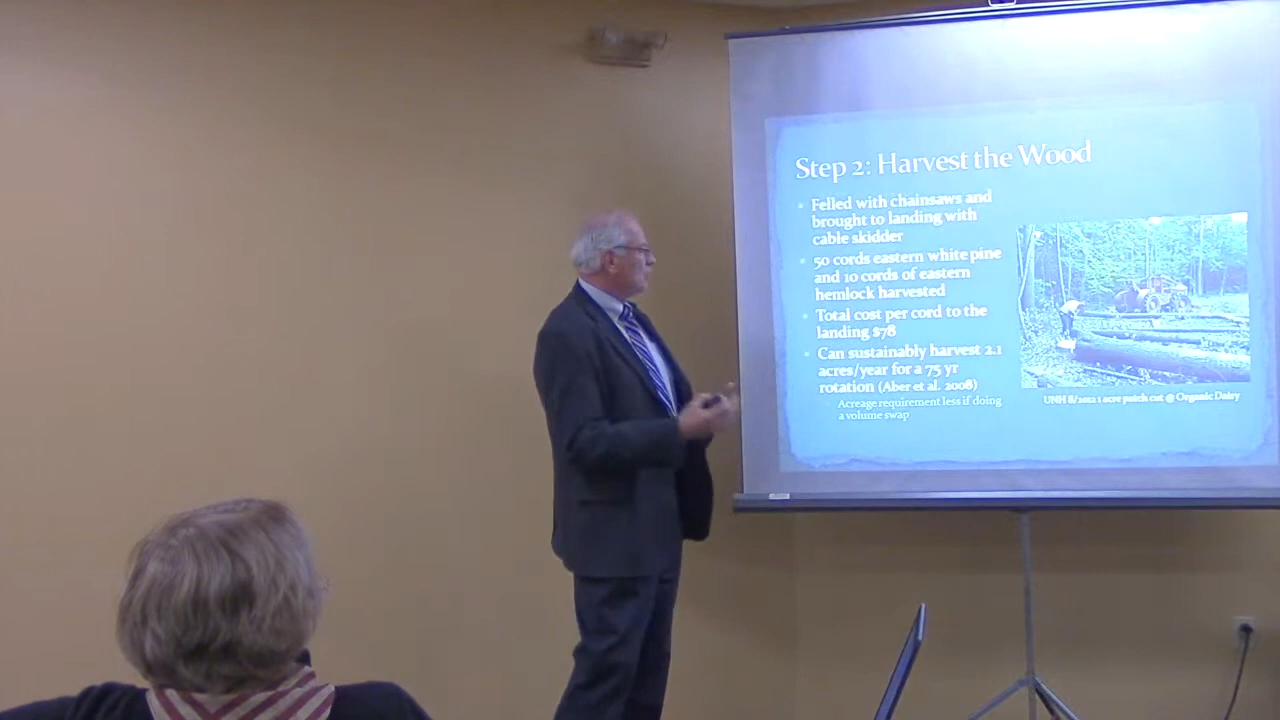 Step 2: Harvest the Wood
Felled with chainsaws and
brought to landing with
cable skidder
50 cords eastern white pine
and 10 cords of eastern
hemlock harvested
Total cost per cord to the
landing $78
Can sustainably harvest 2.1
acres/year for a 75 yr
rotation (Aber et al. 2008)
Acreage requirement less if doing
a volume swap
UNH 8/2012 1 acre patch cut @ Organic Dairy